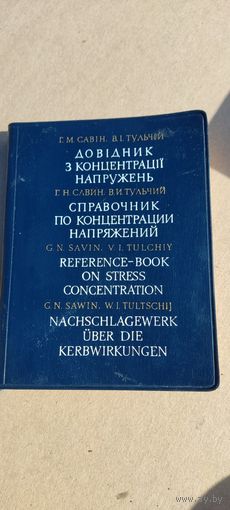 Г. М. САВІН, В. І. ТУЛЬЧІЙ
ДОВІДНИК
З КОНЦЕНТРАЦІЇ
НАПРУЖЕНЬ
Г. Н. САВИН, В. И. ТУЛЬЧИЙ
СПРАВОЧНИК
ПО КОНЦЕНТРАЦИИ
НАПРЯЖЕНИЙ
G. N. SAVIN, V. I. TULCHIY
REFERENCE-BOOK
ON STRESS
CONCENTRATION
G. N. SAWIN, W. I. TULTSCHIJ
NACHSCHLAGEWERK
ÜBER DIE
KERBWIRKUNGEN